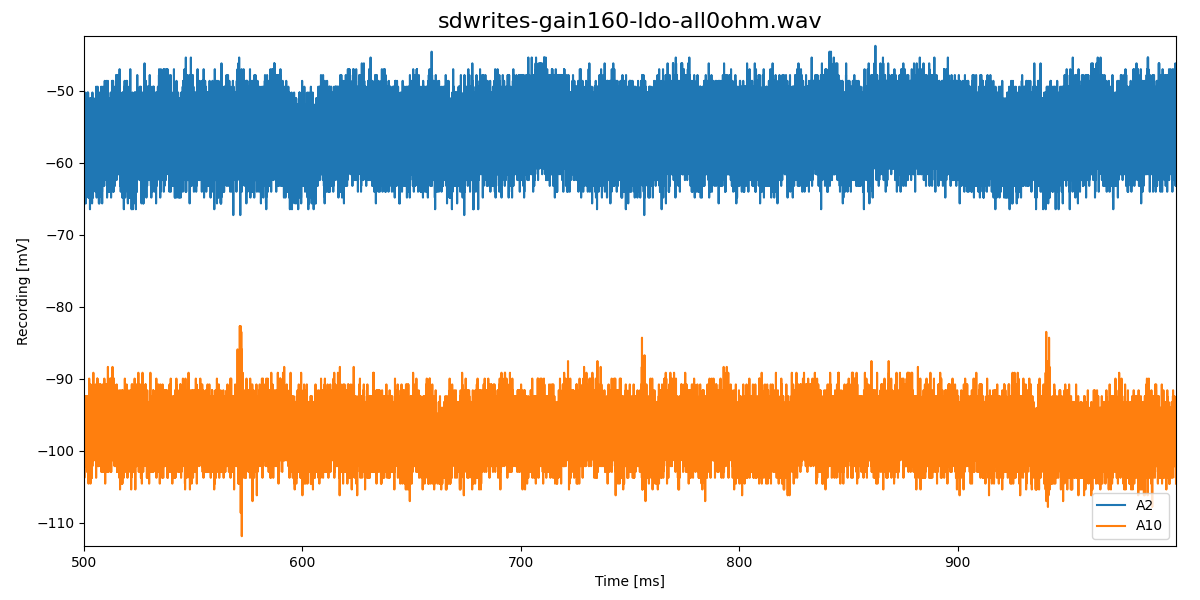 sdwrites-gain160-ldo-all0ohm.wav
Recording [mV]
−50
−60
−70
−80
−90
−100
−110
A2
A10
500
600
700
800
900
Time [ms]